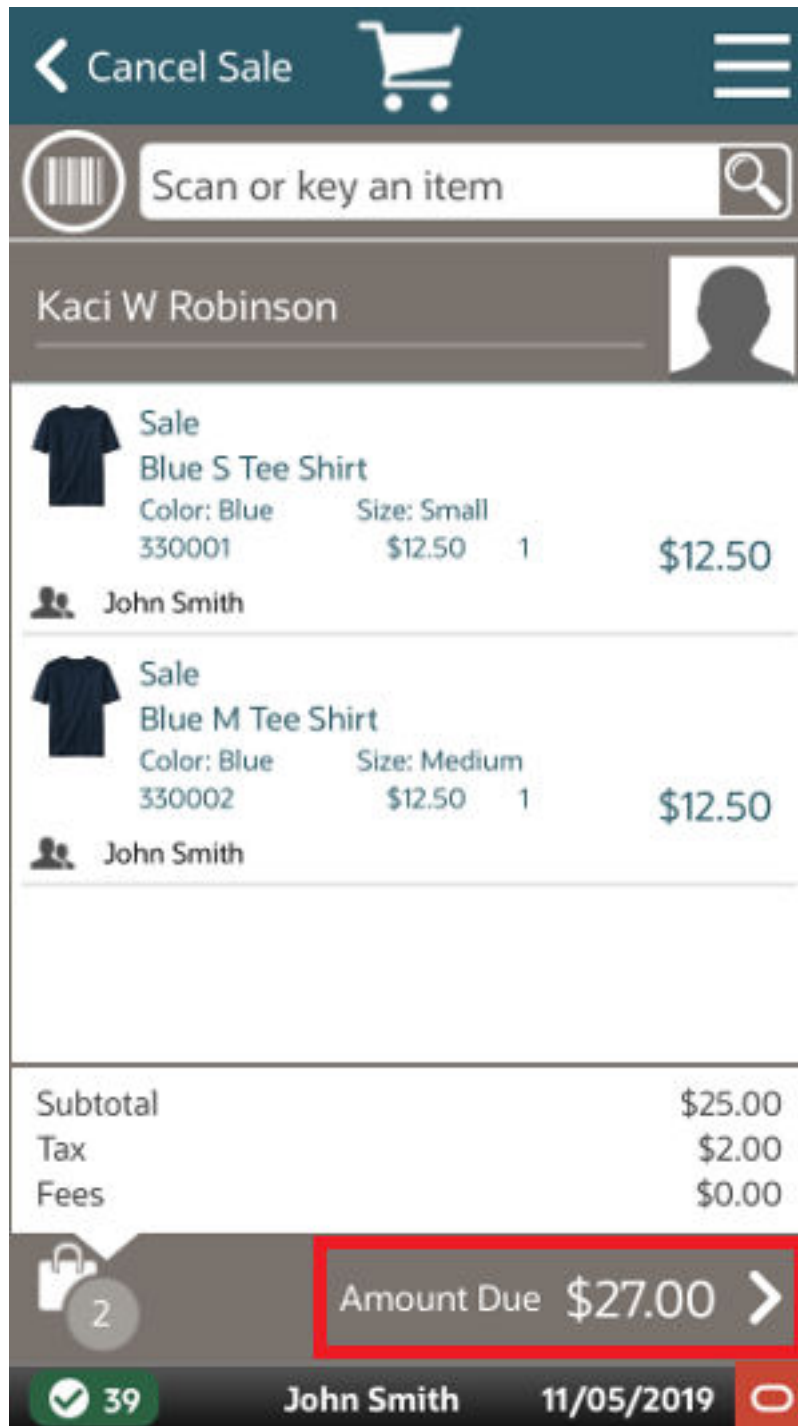 Cancel Sale
Scan or key an item
Kaci W Robinson
Sale
Blue S Tee Shirt
Color: Blue Size: Small
330001 $12.50 1 $12.50
John Smith
Sale
Blue M Tee Shirt
Color: Blue Size: Medium
330002 $12.50 1 $12.50
John Smith
Subtotal $25.00
Tax $2.00
Fees $0.00
2 Amount Due $27.00
39 John Smith 11/05/2019